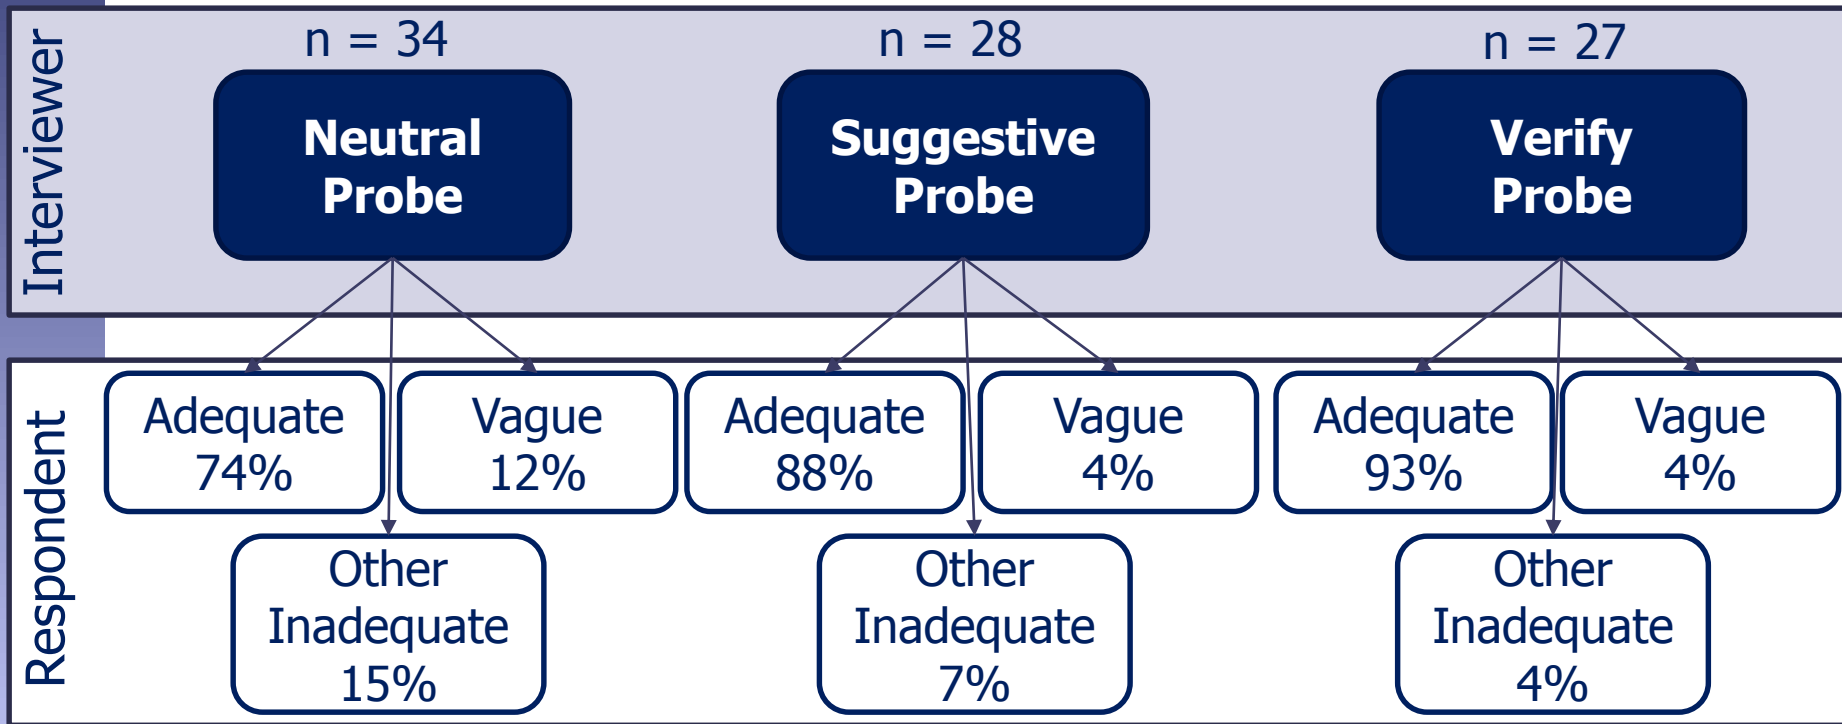 Interviewer
n = 34
n = 28
n = 27
Neutral
Probe
Suggestive
Probe
Verify
Probe
Respondent
Adequate
74%
Vague
12%
Adequate
88%
Vague
4%
Adequate
93%
Vague
4%
Other
Inadequate
15%
Other
Inadequate
7%
Other
Inadequate
4%